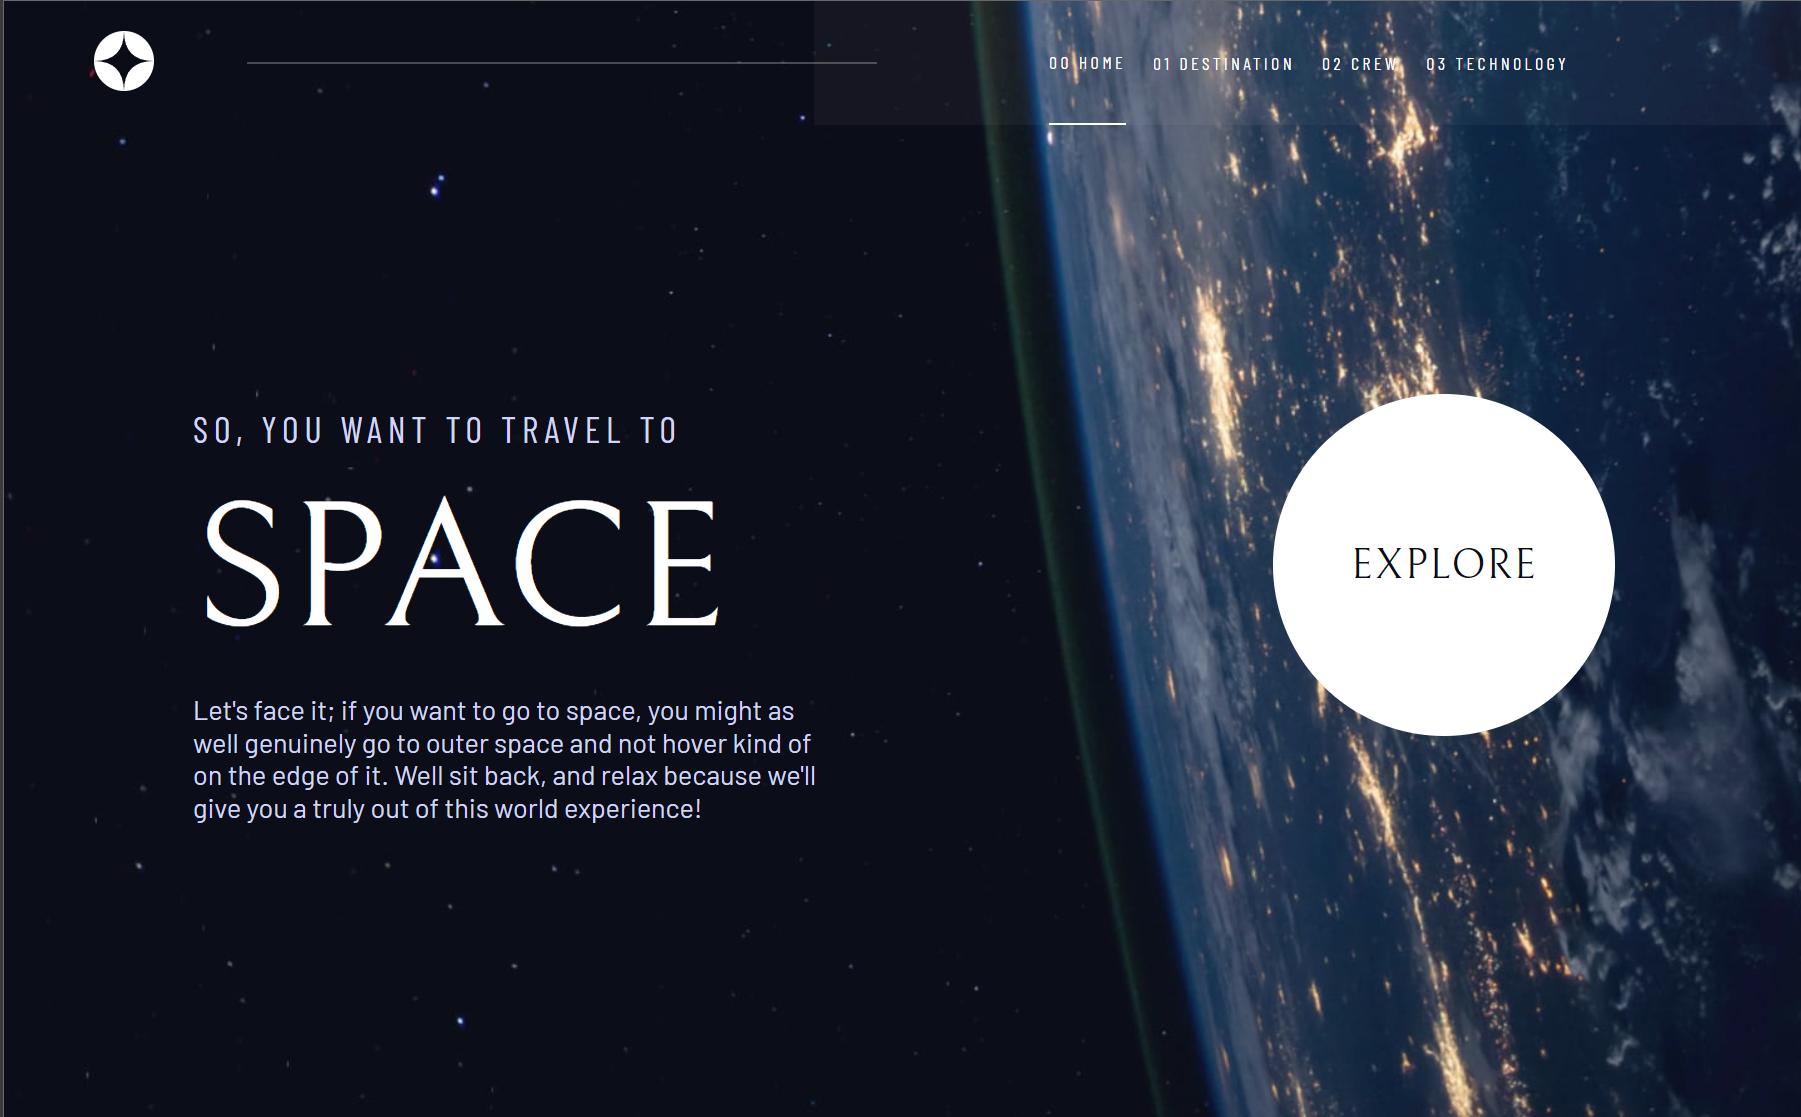 00 HOME 01 DESTINATION 02 CREW 03 TECHNOLOGY
SO, YOU WANT TO TRAVEL TO
SPACE
Let's face it; if you want to go to space, you might as
well genuinely go to outer space and not hover kind of
on the edge of it. Well sit back, and relax because we'll
give you a truly out of this world experience!
EXPLORE